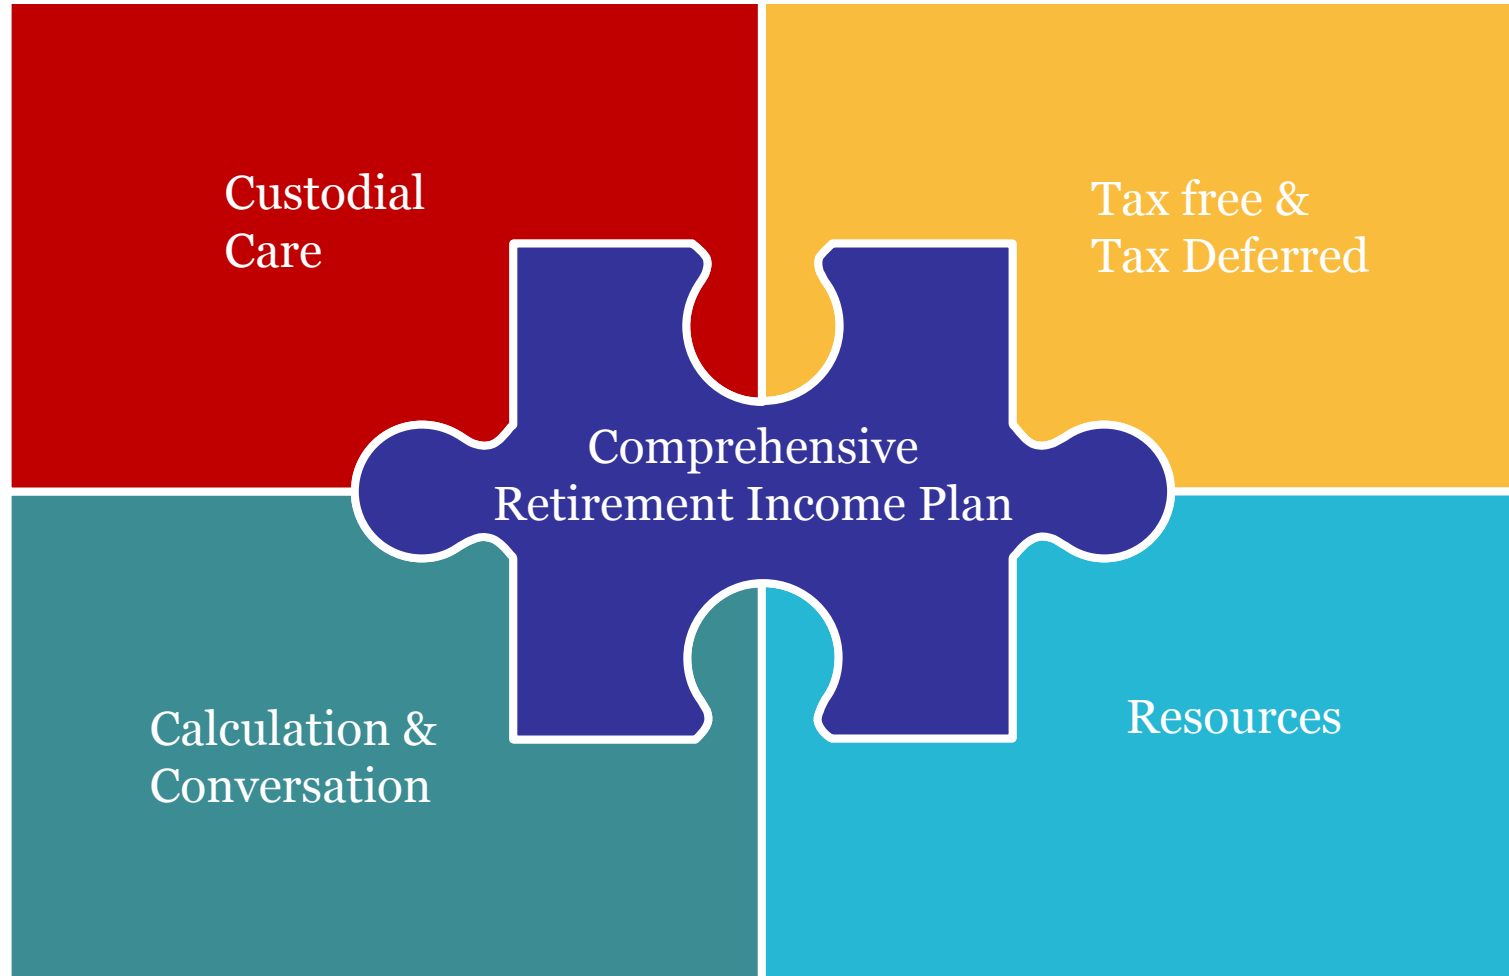 Custodial
Care
Tax free &
Tax Deferred
Comprehensive
Retirement Income Plan
Calculation &
Conversation
Resources